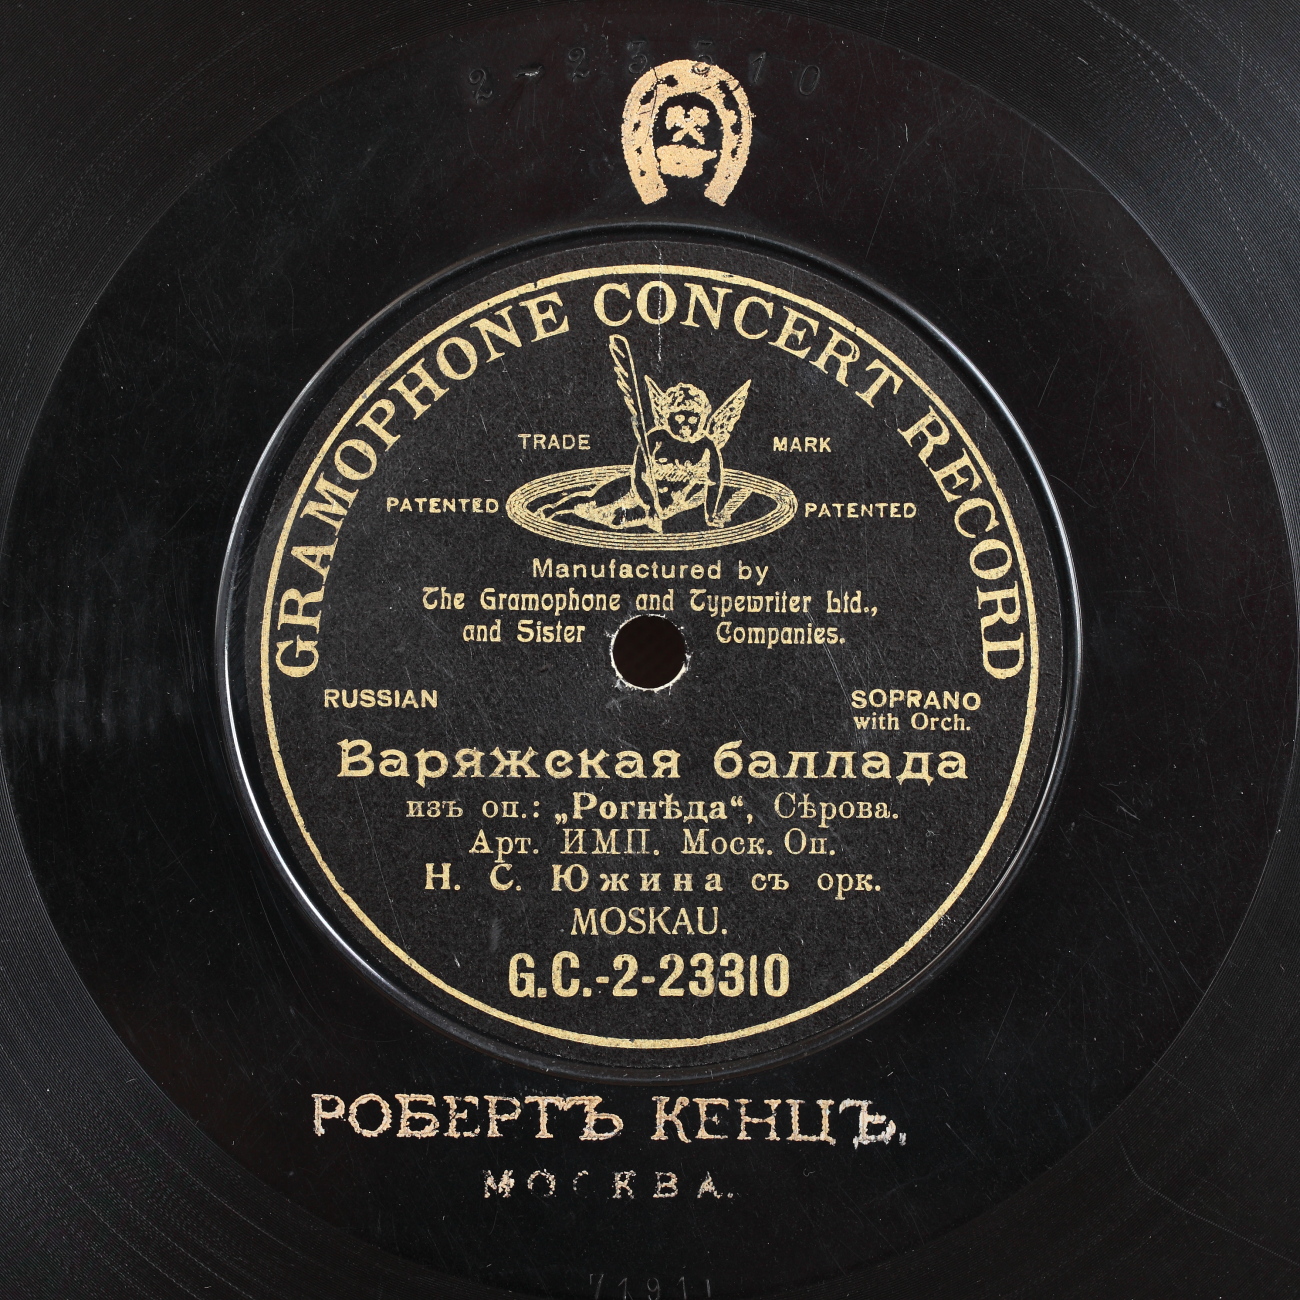 2-23310
GRAMOPHONE CONCERT RECORD
TRADE MARK
PATENTED PATENTED
Manufactured by
The Gramophone and Typewriter Ltd.,
and Sister Companies.
RUSSIAN SOPRANO
with Orch.
Варяжская баллада
изъ оп.: „Рогнѣда“, Сѣрова.
Арт. ИМП. Моск. Оп.
Н. С. Южина съ орк.
MOSKAU.
G.C.-2-23310
РОБЕРТЪ КЕНЦЪ.
МОСКВА.